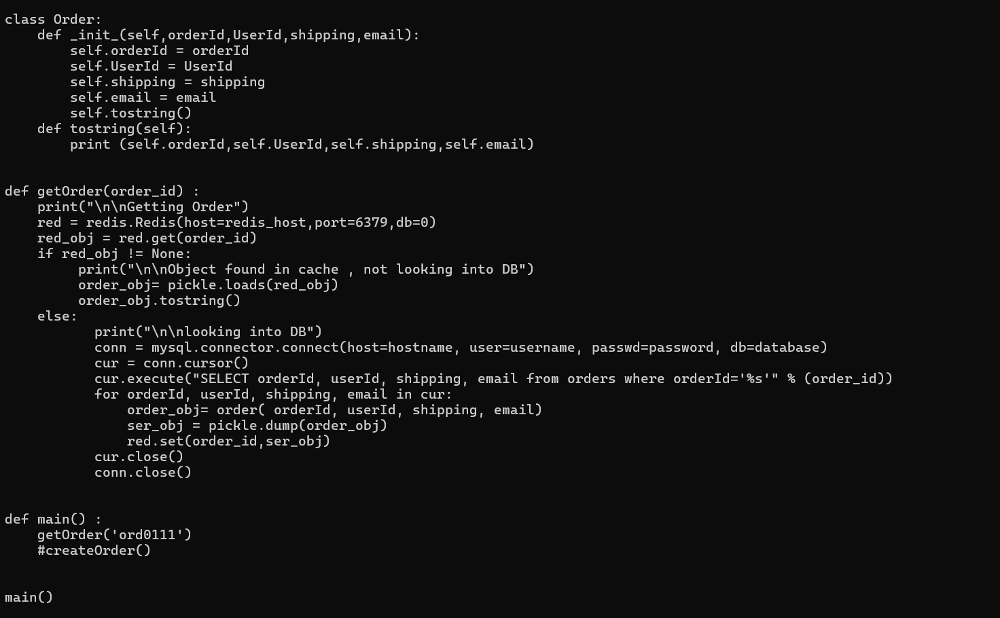 class Order:
    def _init_(self,orderId,UserId,shipping,email):
        self.orderId = orderId
        self.UserId = UserId
        self.shipping = shipping
        self.email = email
        self.tostring()
    def tostring(self):
        print (self.orderId,self.UserId,self.shipping,self.email)
def getOrder(order_id) :
    print("\n\nGetting Order")
    red = redis.Redis(host=redis_host,port=6379,db=0)
    red_obj = red.get(order_id)
    if red_obj != None:
         print("\n\nObject found in cache , not looking into DB")
         order_obj= pickle.loads(red_obj)
         order_obj.tostring()
    else:
           print("\n\nlooking into DB")
           conn = mysql.connector.connect(host=hostname, user=username, passwd=password, db=database)
           cur = conn.cursor()
           cur.execute("SELECT orderId, userId, shipping, email from orders where orderId='%s'" % (order_id))
           for orderId, userId, shipping, email in cur:
               order_obj= order( orderId, userId, shipping, email)
               ser_obj = pickle.dump(order_obj)
               red.set(order_id,ser_obj)
           cur.close()
           conn.close()
def main() :
    getOrder('ord0111')
    #createOrder()
main()